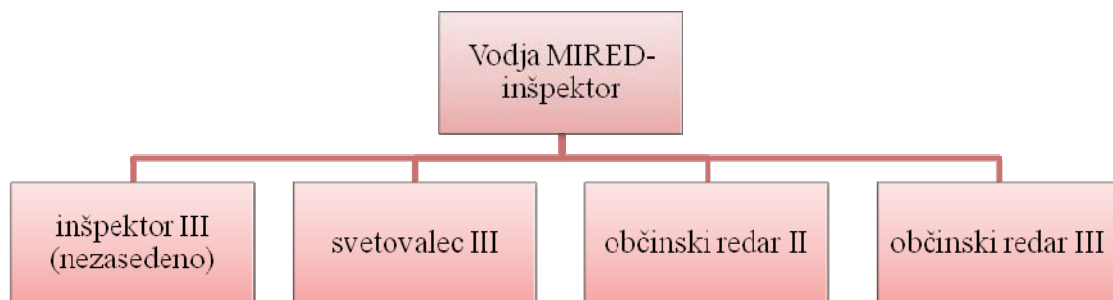 Vodja MIRED-
inšpektor
inšpektor III
(nezasedeno)
svetovalec III
občinski redar II
občinski redar III